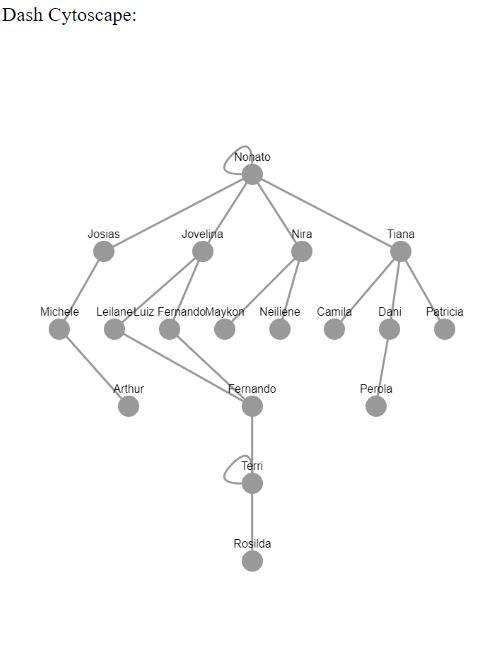 Dash Cytoscape:
Nonato
Josias Jovelina Nira Tiana
Michele Leilane Luiz Fernando Maykon Neiliene Camila Dani Patricia
Arthur Fernando Perola
Terri
Rosilda